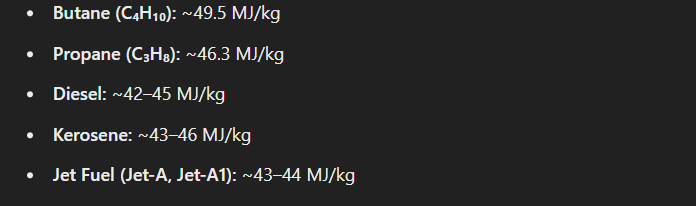 • Butane (C₄H₁₀): ~49.5 MJ/kg
• Propane (C₃H₈): ~46.3 MJ/kg
• Diesel: ~42–45 MJ/kg
• Kerosene: ~43–46 MJ/kg
• Jet Fuel (Jet-A, Jet-A1): ~43–44 MJ/kg